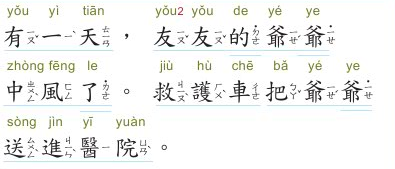 yǒu yì tiān yǒu2 yǒu de yé ye
有一天，友友的爺爺
zhòng fēng le jiù hù chē bǎ yé ye
中風了。救護車把爺爺
sòng jìn yī yuàn
送進醫院。